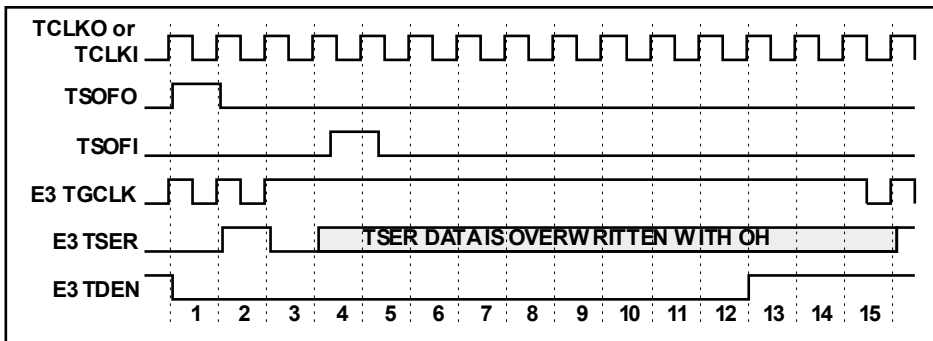 TCLKO or
TCLKI
TSOFO
TSOFI
E3 TGCLK
E3 TSER
TSER DATA IS OVERWRITTEN WITH OH
E3 TDEN
1 2 3 4 5 6 7 8 9 10 11 12 13 14 15